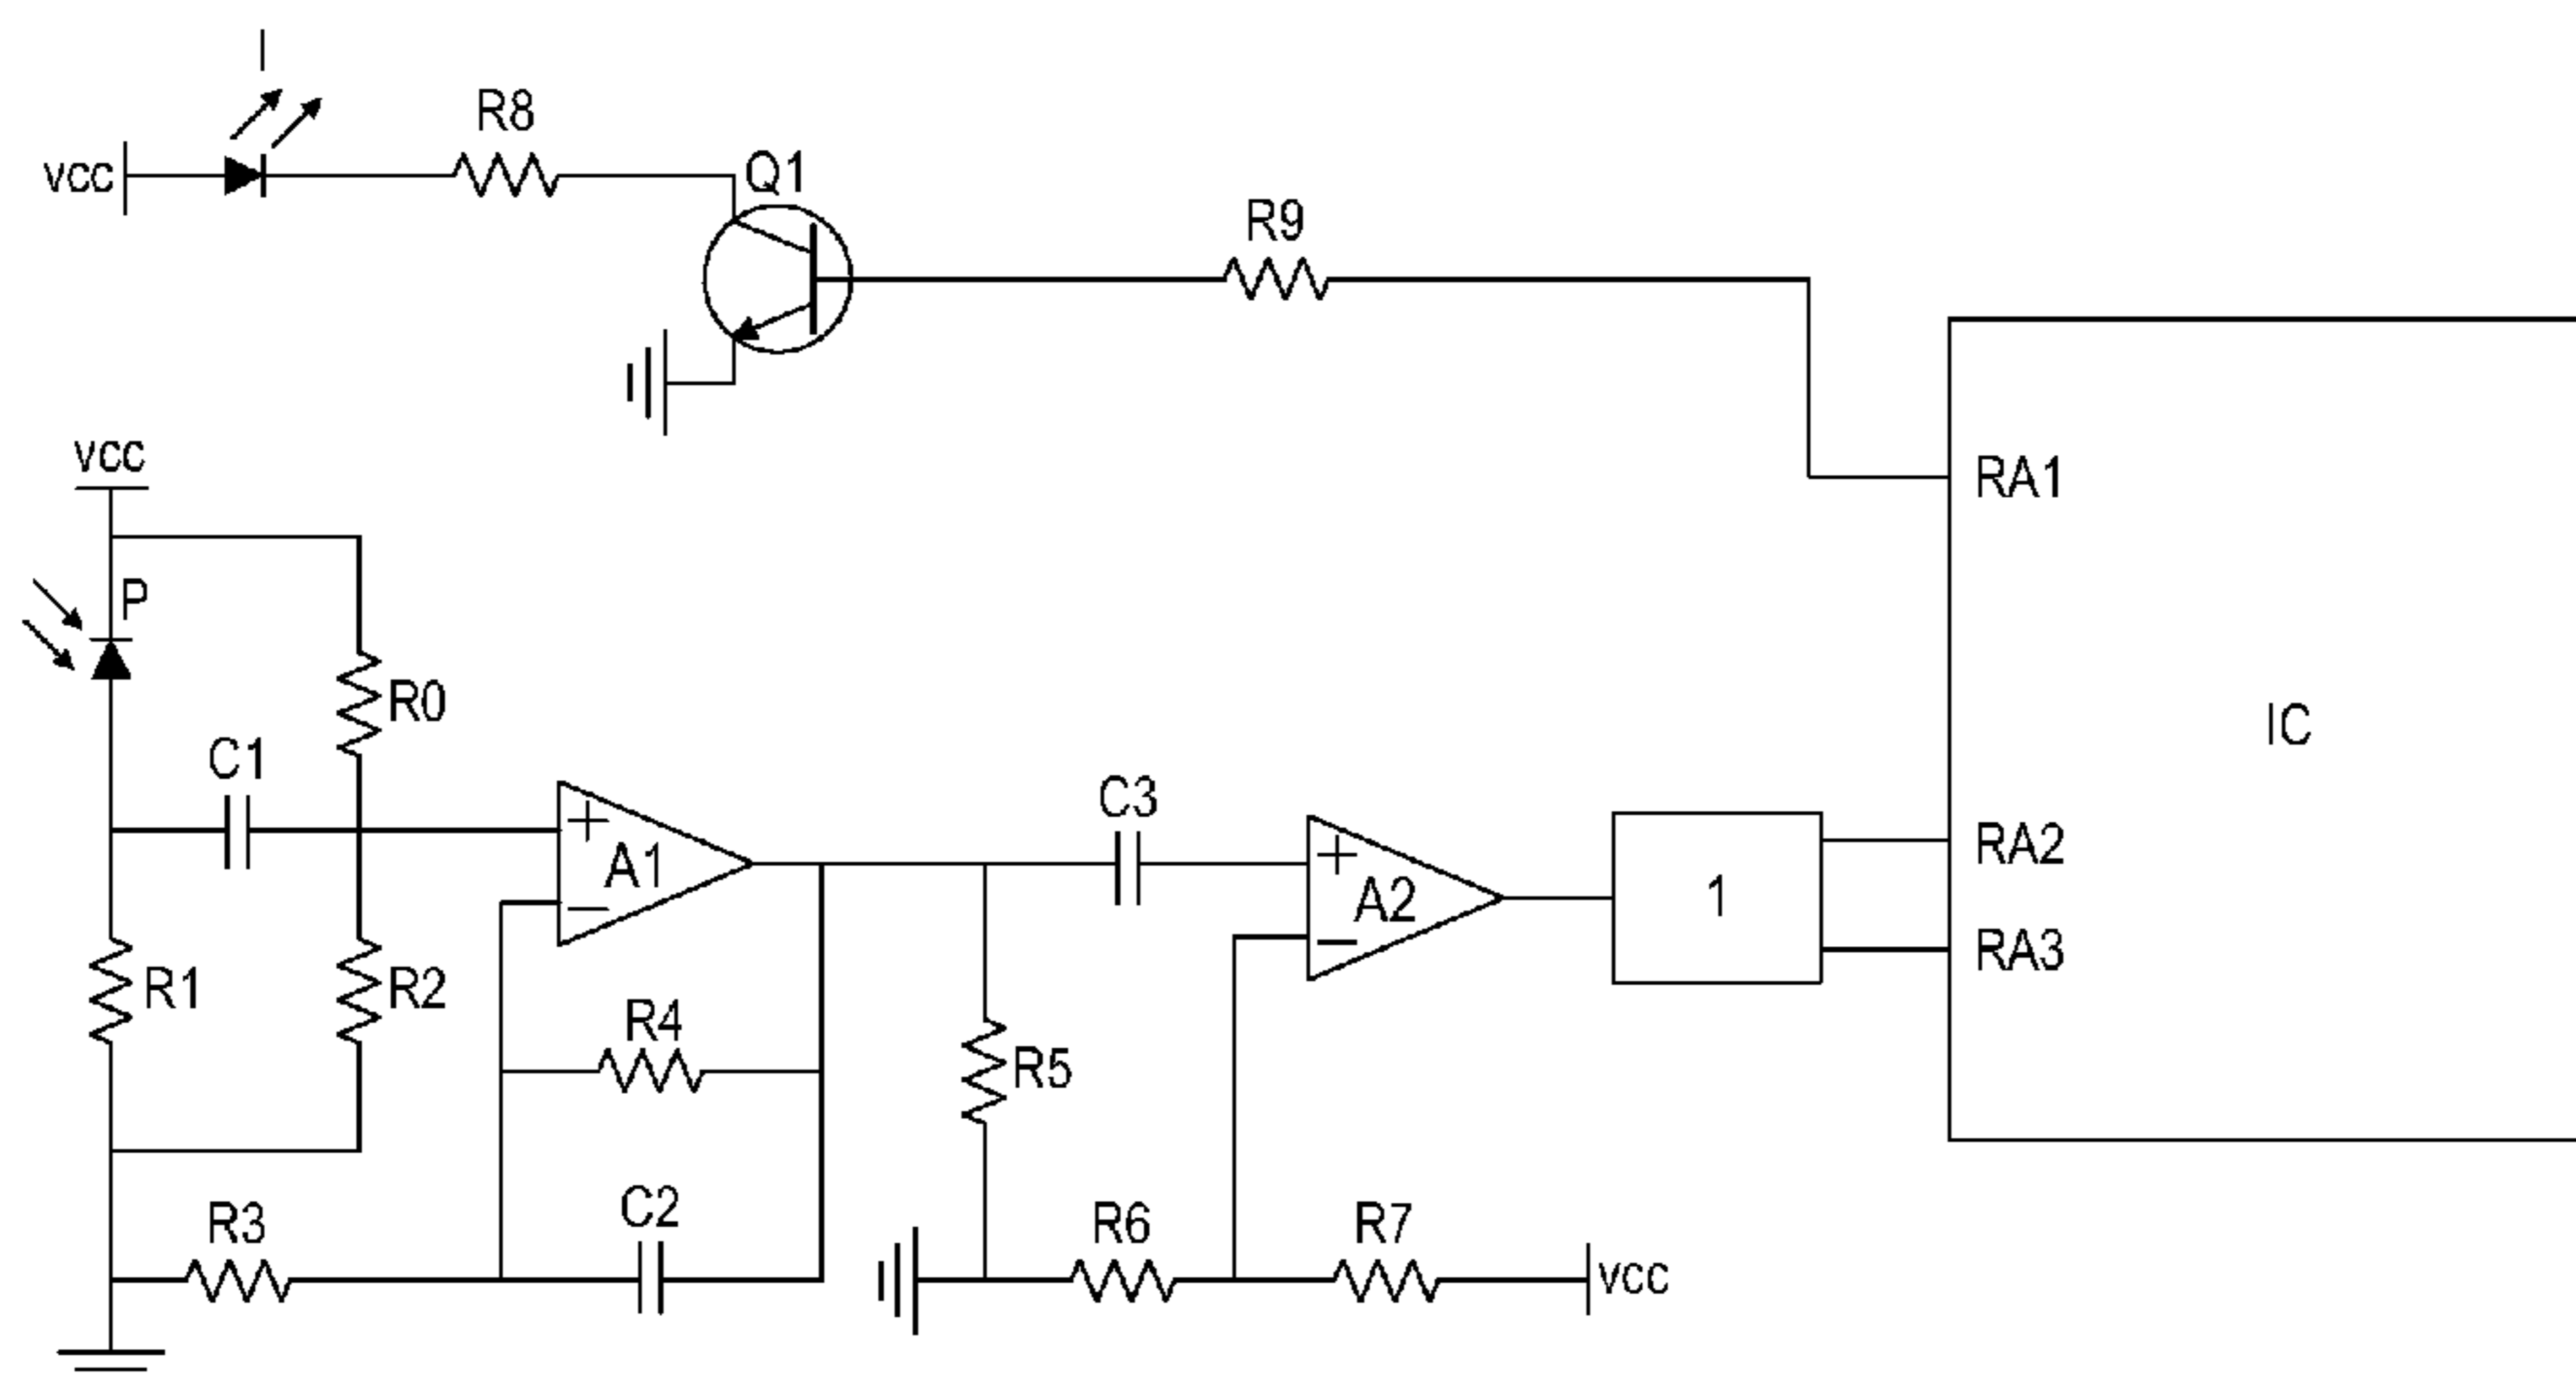 I
R8
vcc
Q1
R9
vcc
RA1
P
R0
IC
C1
C3
+
A1
−
+
A2
−
1
RA2
RA3
R1
R2
R4
R5
C2
R3
R6
R7
vcc